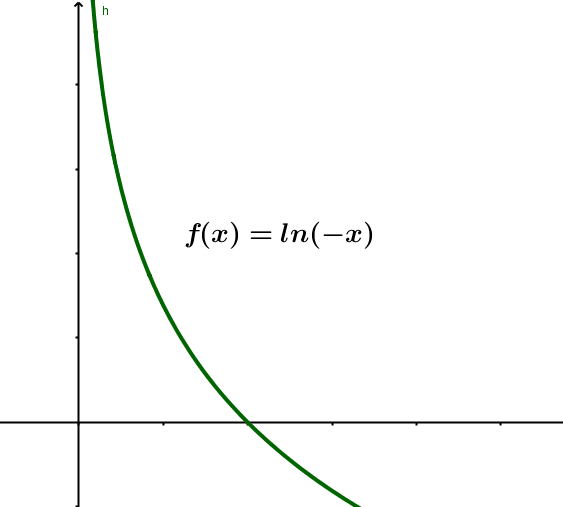 h
f(x) = ln(−x)